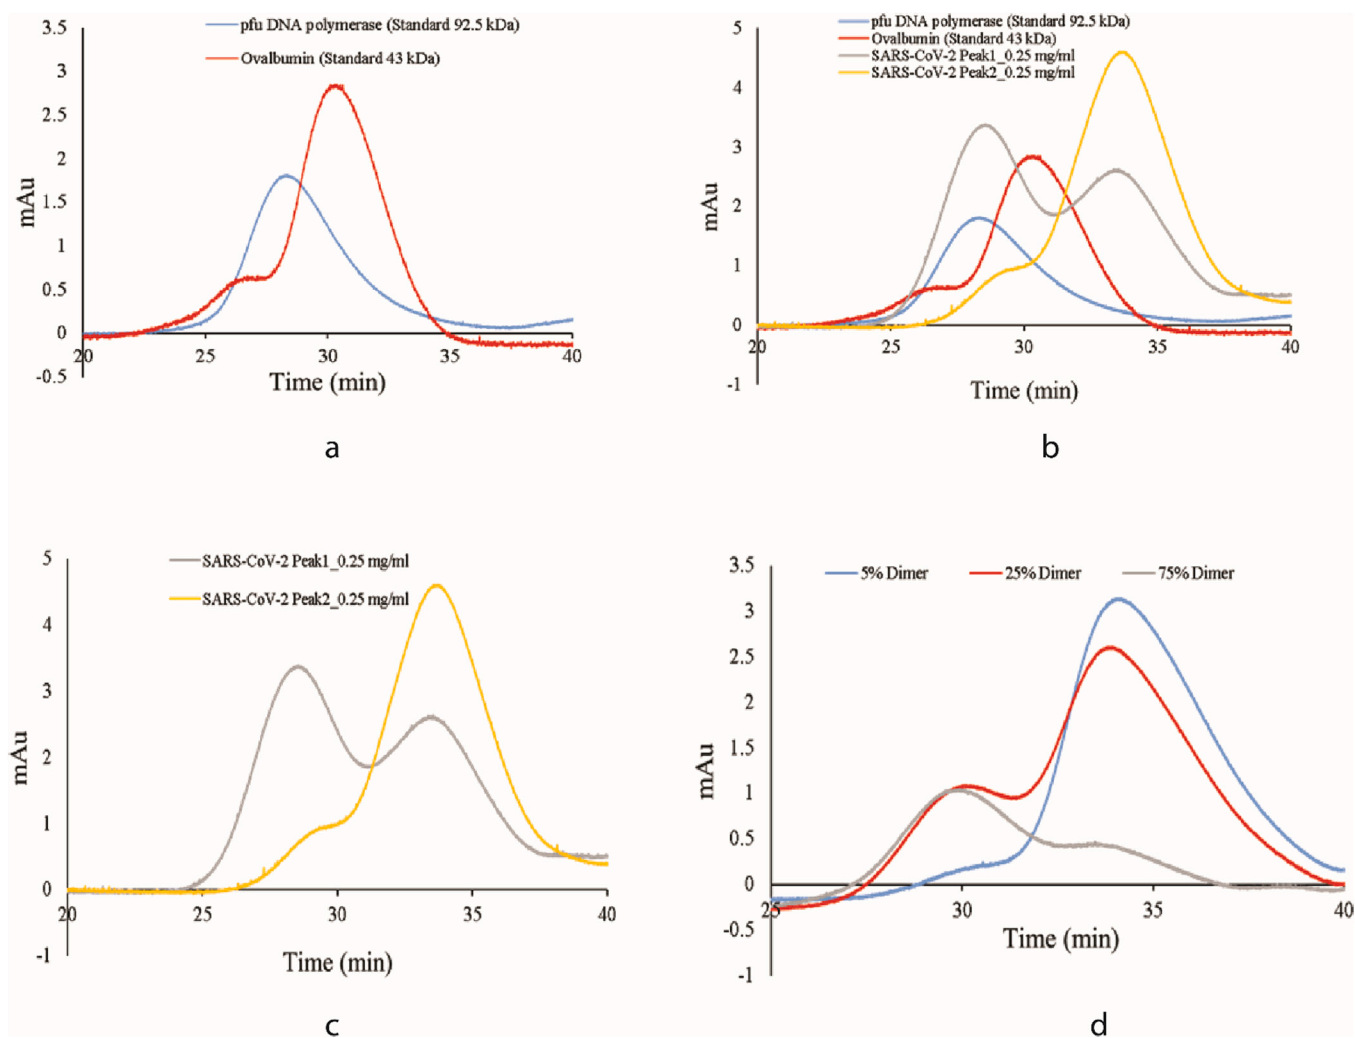 pfu DNA polymerase (Standard 92.5 kDa)
Ovalbumin (Standard 43 kDa)
3.5
3
2.5
2
1.5
1
0.5
0
-0.5
mAu
20
25
30
35
40
Time (min)
a
pfu DNA polymerase (Standard 92.5 kDa)
Ovalbumin (Standard 43 kDa)
SARS-CoV-2 Peak1_0.25 mg/ml
SARS-CoV-2 Peak2_0.25 mg/ml
5
4
3
2
1
0
-1
mAu
20
25
30
35
40
Time (min)
b
SARS-CoV-2 Peak1_0.25 mg/ml
SARS-CoV-2 Peak2_0.25 mg/ml
5
4
3
2
1
0
-1
mAu
20
25
30
35
40
Time (min)
c
5% Dimer 25% Dimer 75% Dimer
3.5
3
2.5
2
1.5
1
0.5
0
-0.5
-1
mAu
25
30
35
40
Time (min)
d